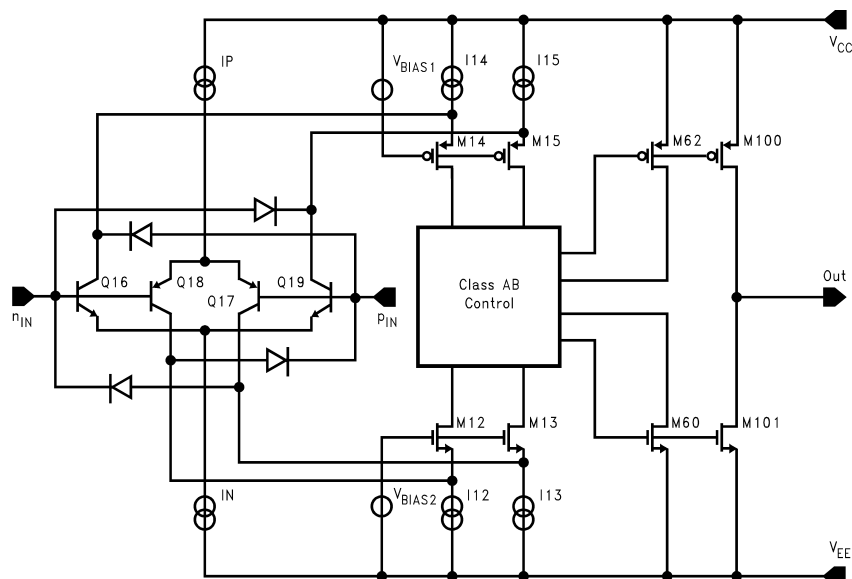 IP
VBIAS1
I14
I15
VCC
M14
M15
M62
M100
Q16
Q18
Q17
Q19
Class AB
Control
Out
nIN
pIN
M12
M13
M60
M101
IN
VBIAS2
I12
I13
VEE